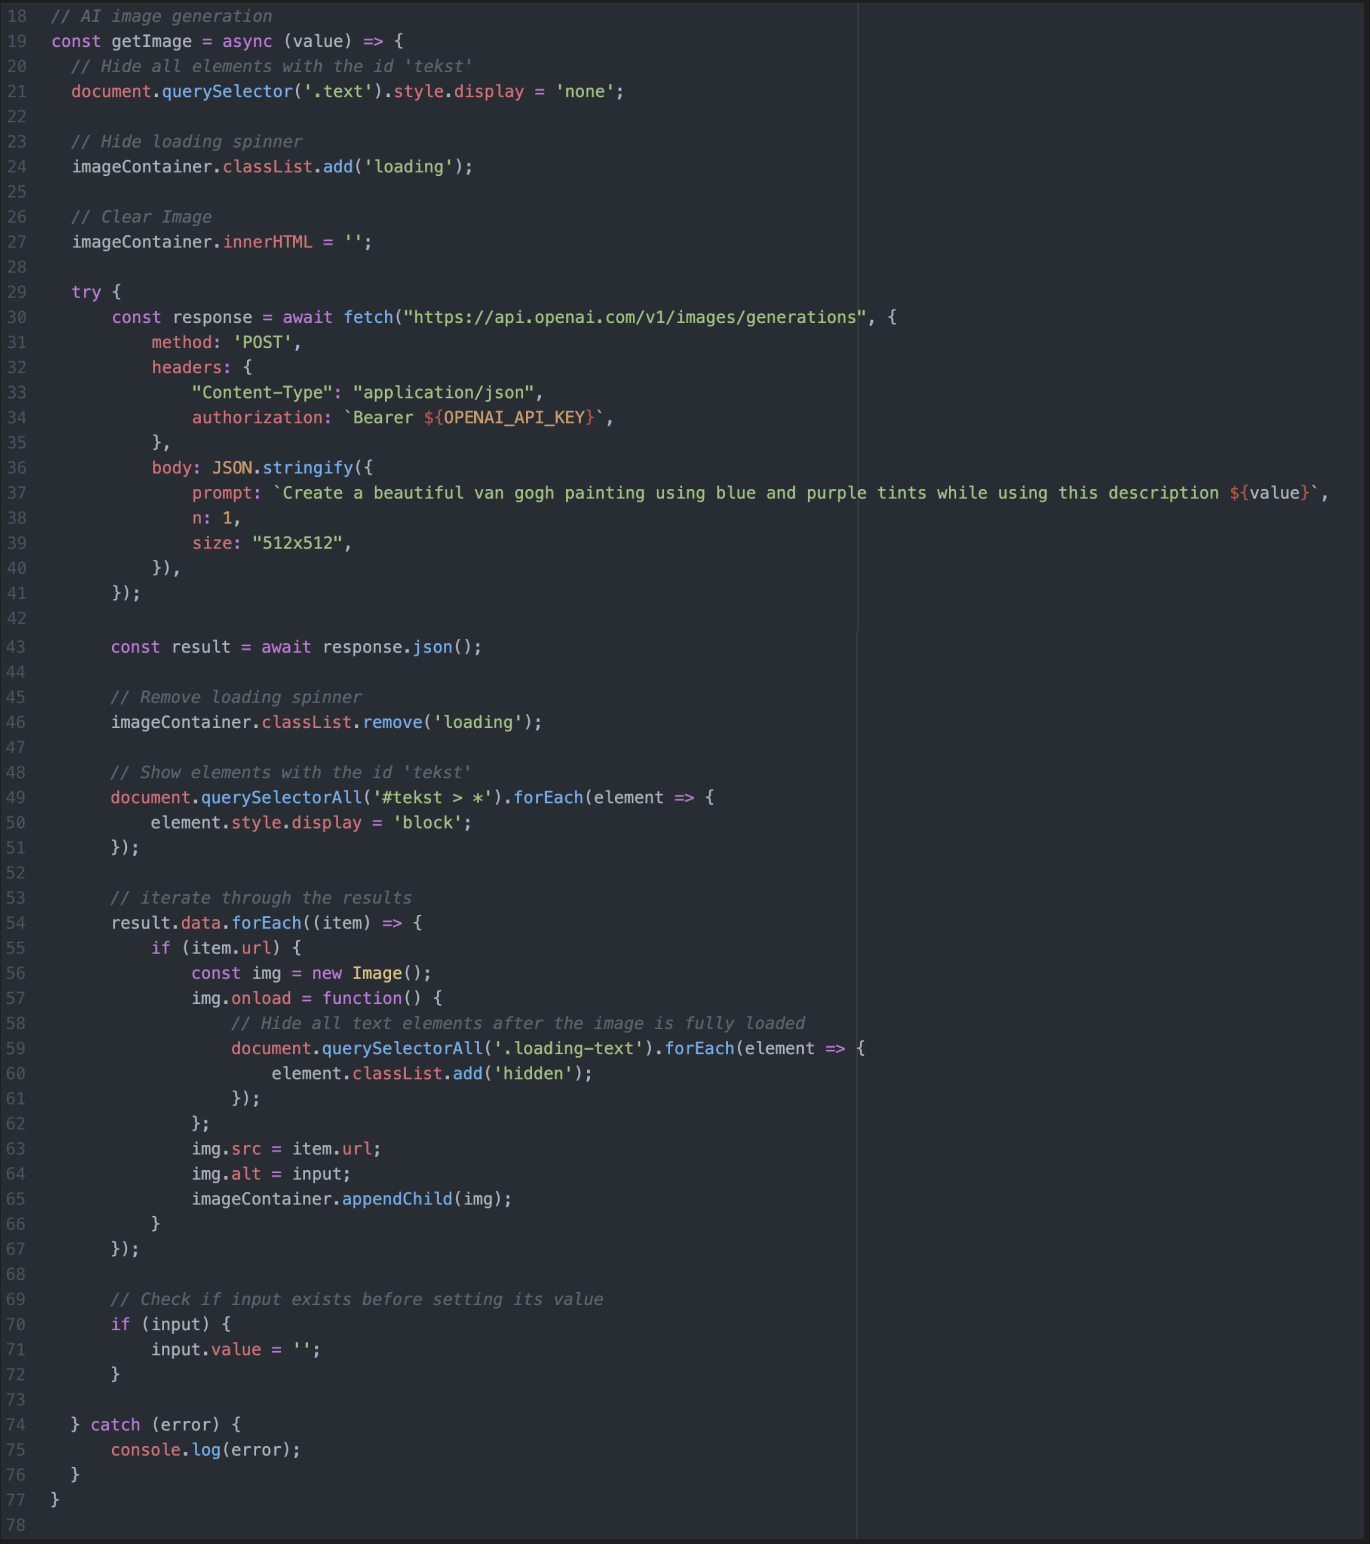 18 // AI image generation
19 const getImage = async (value) => {
20   // Hide all elements with the id 'tekst'
21   document.querySelector('.text').style.display = 'none';
22
23   // Hide loading spinner
24   imageContainer.classList.add('loading');
25
26   // Clear Image
27   imageContainer.innerHTML = '';
28
29   try {
30       const response = await fetch("https://api.openai.com/v1/images/generations", {
31           method: 'POST',
32           headers: {
33               "Content-Type": "application/json",
34               authorization: `Bearer ${OPENAI_API_KEY}`,
35           },
36           body: JSON.stringify({
37               prompt: `Create a beautiful van gogh painting using blue and purple tints while using this description ${value}`,
38               n: 1,
39               size: "512x512",
40           }),
41       });
42
43       const result = await response.json();
44
45       // Remove loading spinner
46       imageContainer.classList.remove('loading');
47
48       // Show elements with the id 'tekst'
49       document.querySelectorAll('#tekst > *').forEach(element => {
50           element.style.display = 'block';
51       });
52
53       // iterate through the results
54       result.data.forEach((item) => {
55           if (item.url) {
56               const img = new Image();
57               img.onload = function() {
58                   // Hide all text elements after the image is fully loaded
59                   document.querySelectorAll('.loading-text').forEach(element => {
60                       element.classList.add('hidden');
61                   });
62               };
63               img.src = item.url;
64               img.alt = input;
65               imageContainer.appendChild(img);
66           }
67       });
68
69       // Check if input exists before setting its value
70       if (input) {
71           input.value = '';
72       }
73
74   } catch (error) {
75       console.log(error);
76   }
77 }
78